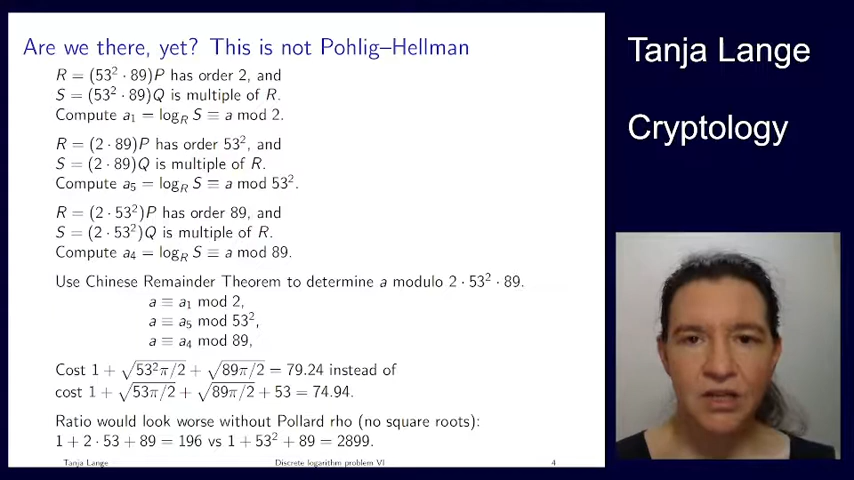 Are we there, yet? This is not Pohlig–Hellman
R = (53² · 89)P has order 2, and
S = (53² · 89)Q is multiple of R.
Compute a₁ = log_R S ≡ a mod 2.
R = (2 · 89)P has order 53², and
S = (2 · 89)Q is multiple of R.
Compute a₅ = log_R S ≡ a mod 53².
R = (2 · 53²)P has order 89, and
S = (2 · 53²)Q is multiple of R.
Compute a₄ = log_R S ≡ a mod 89.
Use Chinese Remainder Theorem to determine a modulo 2 · 53² · 89.
a ≡ a₁ mod 2,
a ≡ a₅ mod 53²,
a ≡ a₄ mod 89,
Cost 1 + √(53²π/2) + √(89π/2) = 79.24 instead of
cost 1 + √(53π/2) + √(89π/2) + 53 = 74.94.
Ratio would look worse without Pollard rho (no square roots):
1 + 2 · 53 + 89 = 196 vs 1 + 53² + 89 = 2899.
Tanja Lange Discrete logarithm problem VI 4
Tanja Lange
Cryptology